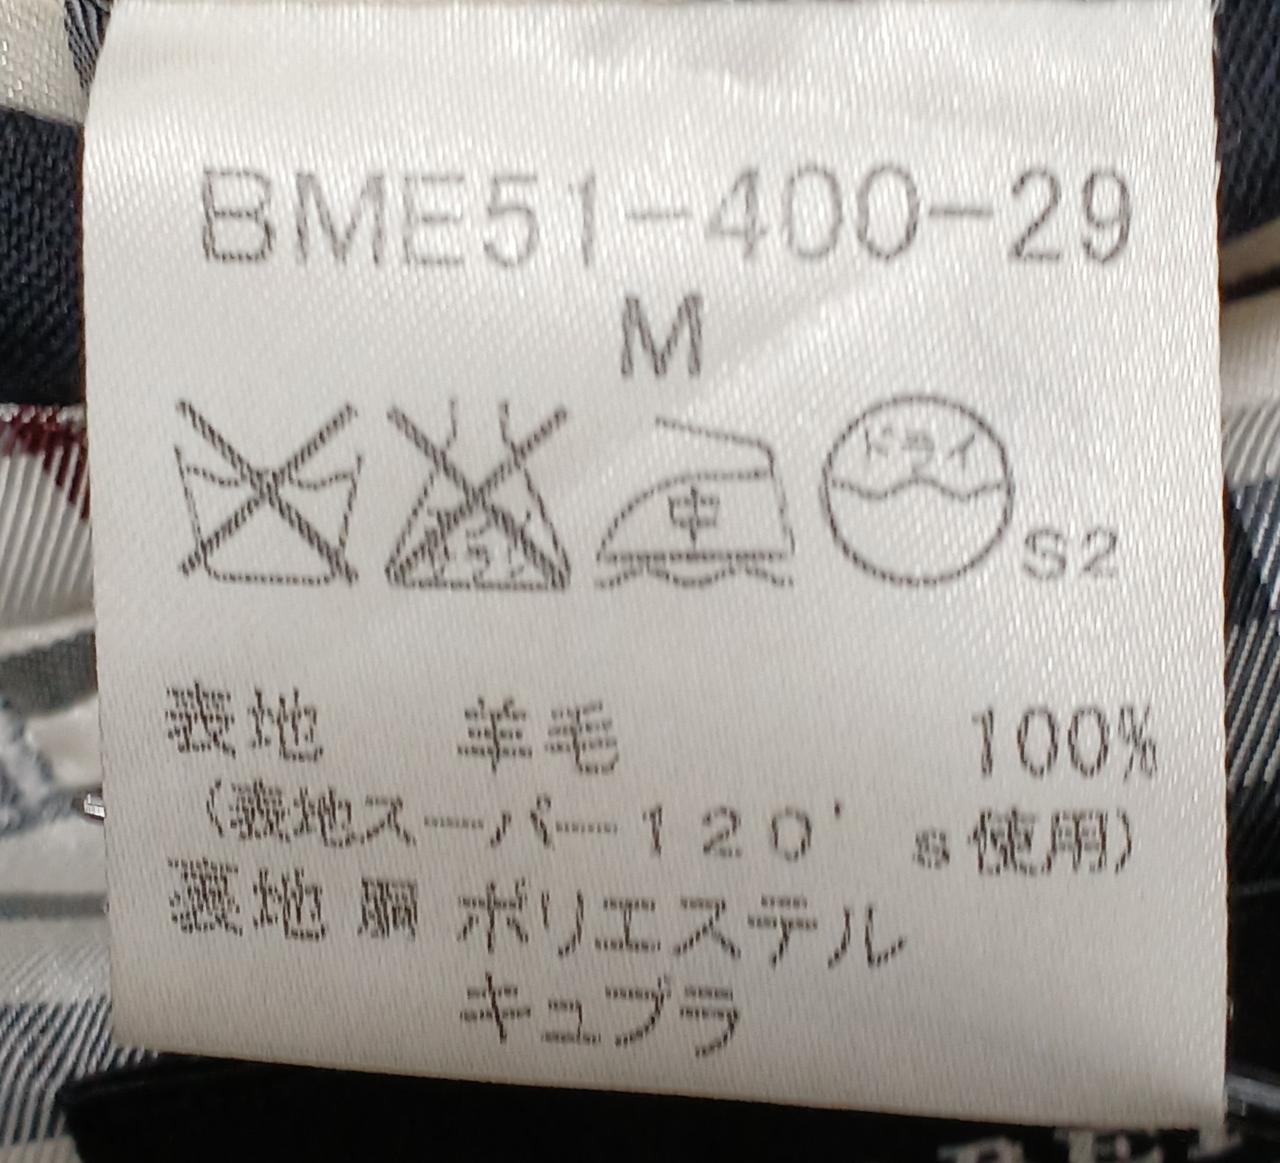 BME51-400-29
M
中 ドライ
S2
表地 羊毛 100%
(表地スーパー120's使用)
裏地 胴 ポリエステル
キュプラ